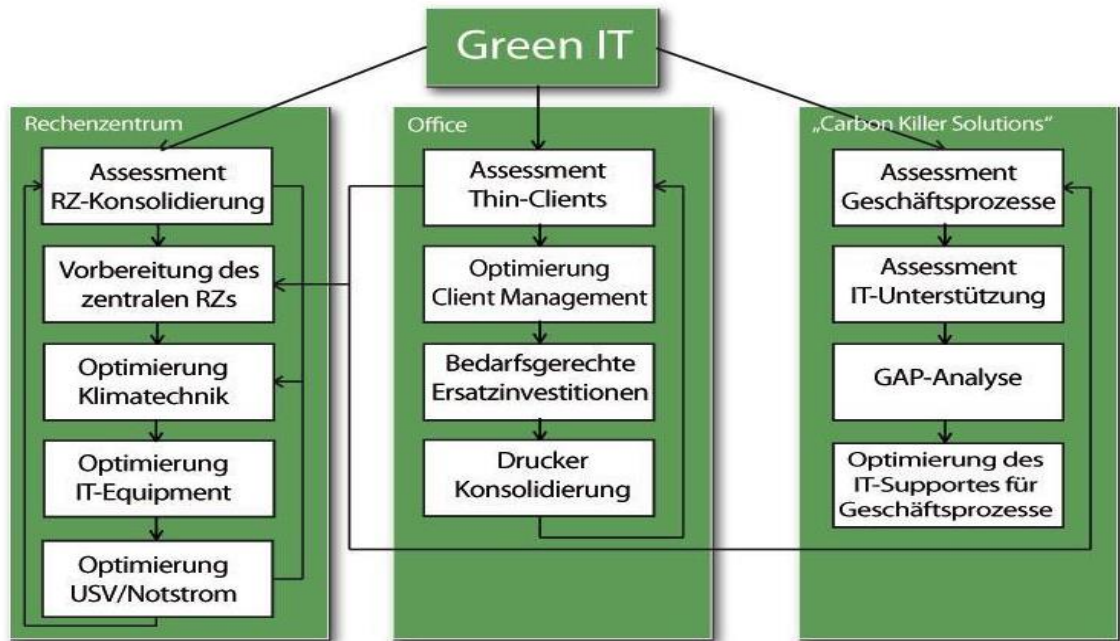 Green IT
Rechenzentrum
Assessment
RZ-Konsolidierung
Vorbereitung des
zentralen RZs
Optimierung
Klimatechnik
Optimierung
IT-Equipment
Optimierung
USV/Notstrom
Office
Assessment
Thin-Clients
Optimierung
Client Management
Bedarfsgerechte
Ersatzinvestitionen
Drucker
Konsolidierung
„Carbon Killer Solutions“
Assessment
Geschäftsprozesse
Assessment
IT-Unterstützung
GAP-Analyse
Optimierung des
IT-Supportes für
Geschäftsprozesse